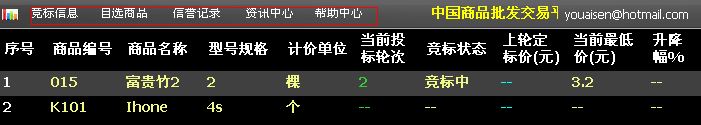 竞标信息 自选商品 信誉记录 资讯中心 帮助中心 中国商品批发交易 youaisen@hotmail.com
序号 商品编号 商品名称 型号规格 计价单位 当前投标轮次 竞标状态 上轮定标价(元) 当前最低价(元) 升降幅%
1 015 富贵竹2 2 棵 2 竞标中 -- 3.2 --
2 K101 Ihone 4s 个 -- -- -- -- --